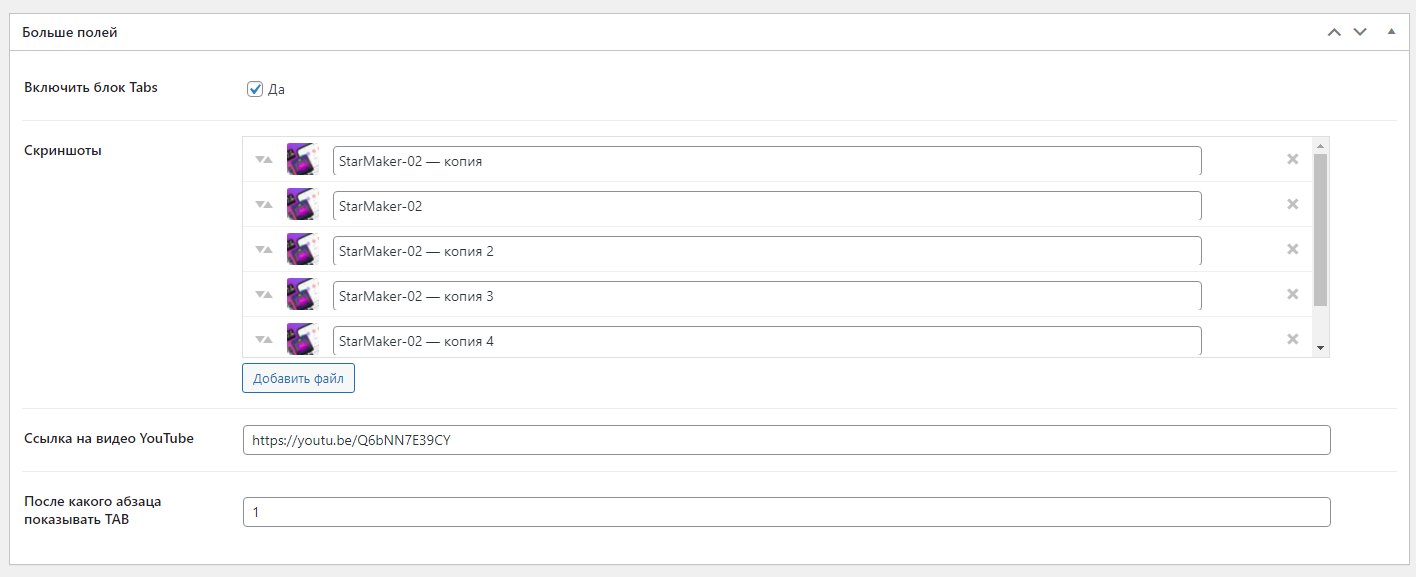 Больше полей
Включить блок Tabs
Да
Скриншоты
StarMaker-02 — копия
StarMaker-02
StarMaker-02 — копия 2
StarMaker-02 — копия 3
StarMaker-02 — копия 4
Добавить файл
Ссылка на видео YouTube
https://youtu.be/Q6bNN7E39CY
После какого абзаца
показывать TAB
1